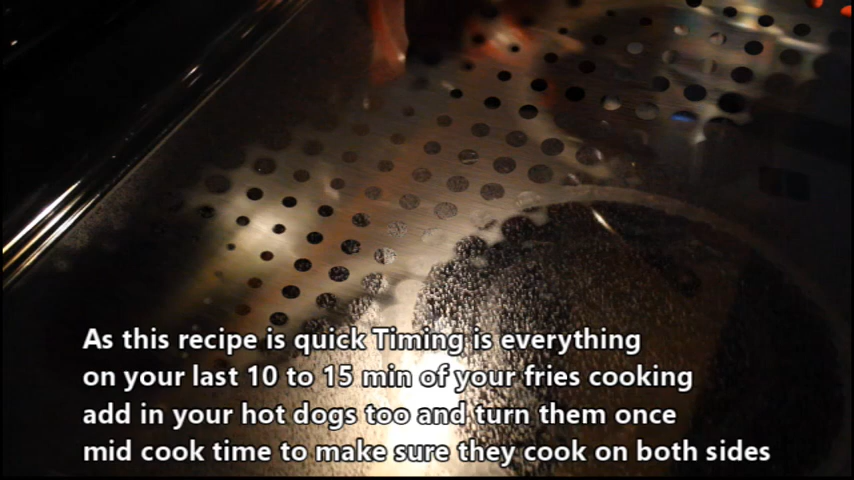 As this recipe is quick Timing is everything
on your last 10 to 15 min of your fries cooking
add in your hot dogs too and turn them once
mid cook time to make sure they cook on both sides